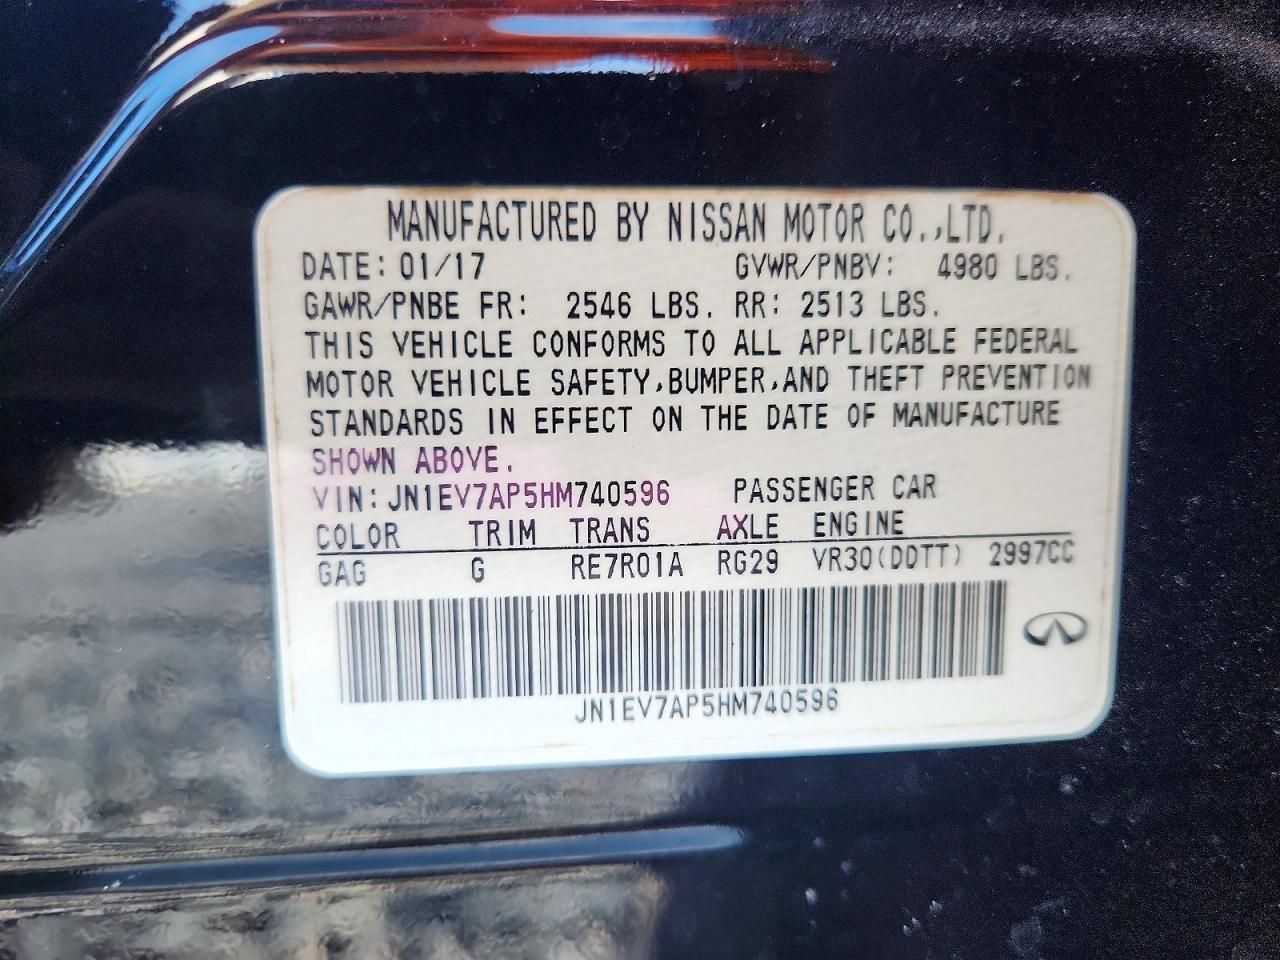 MANUFACTURED BY NISSAN MOTOR CO.,LTD.
DATE: 01/17 GVWR/PNBV: 4980 LBS.
GAWR/PNBE FR: 2546 LBS. RR: 2513 LBS.
THIS VEHICLE CONFORMS TO ALL APPLICABLE FEDERAL
MOTOR VEHICLE SAFETY,BUMPER,AND THEFT PREVENTION
STANDARDS IN EFFECT ON THE DATE OF MANUFACTURE
SHOWN ABOVE.
VIN: JN1EV7AP5HM740596 PASSENGER CAR
COLOR TRIM TRANS AXLE ENGINE
GAG G RE7R01A RG29 VR30(DDTT) 2997CC
JN1EV7AP5HM740596